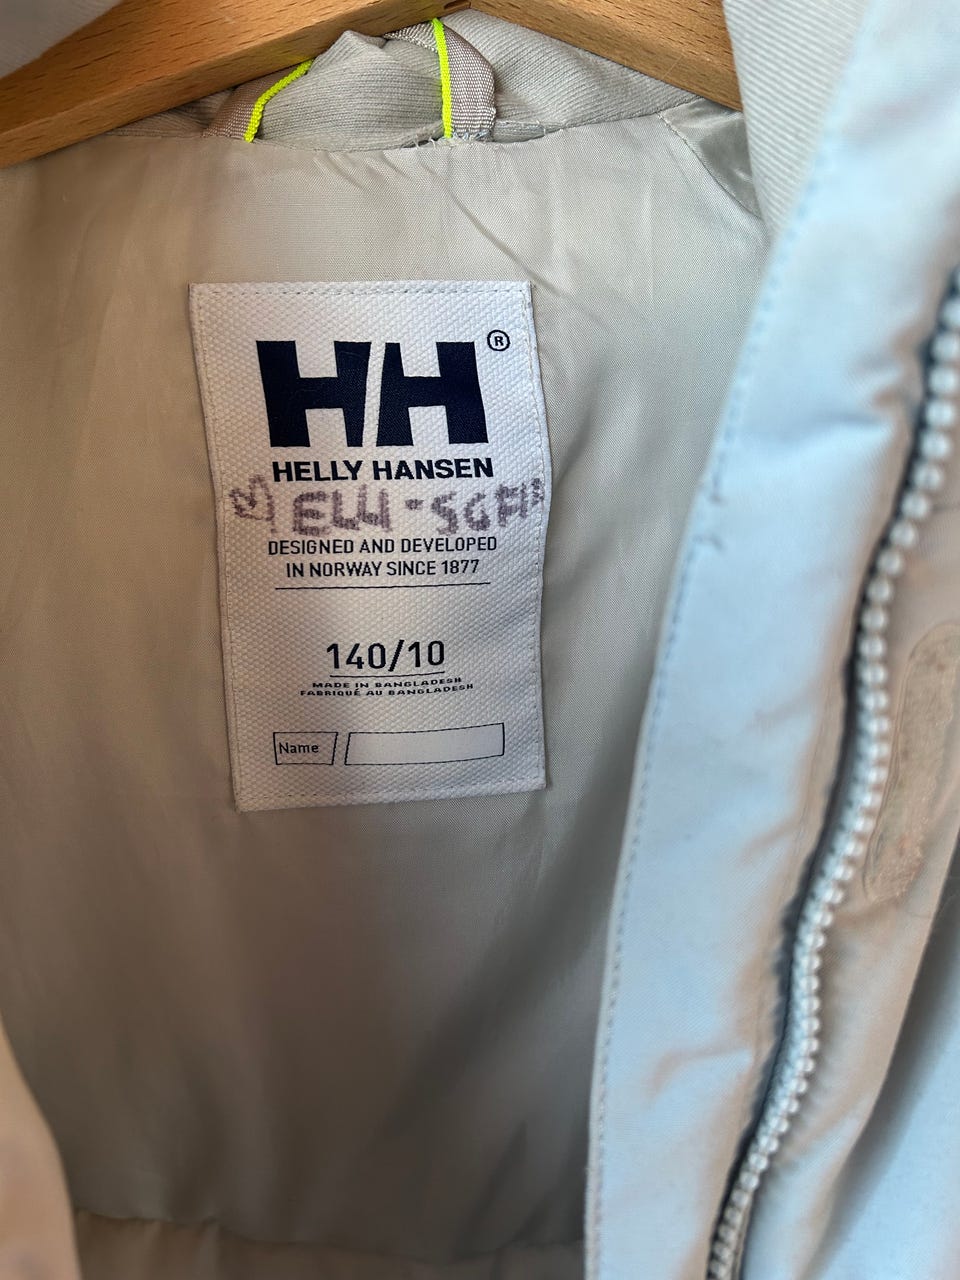 HH®
HELLY HANSEN
DESIGNED AND DEVELOPED
IN NORWAY SINCE 1877
140/10
MADE IN BANGLADESH
FABRIQUÉ AU BANGLADESH
Name